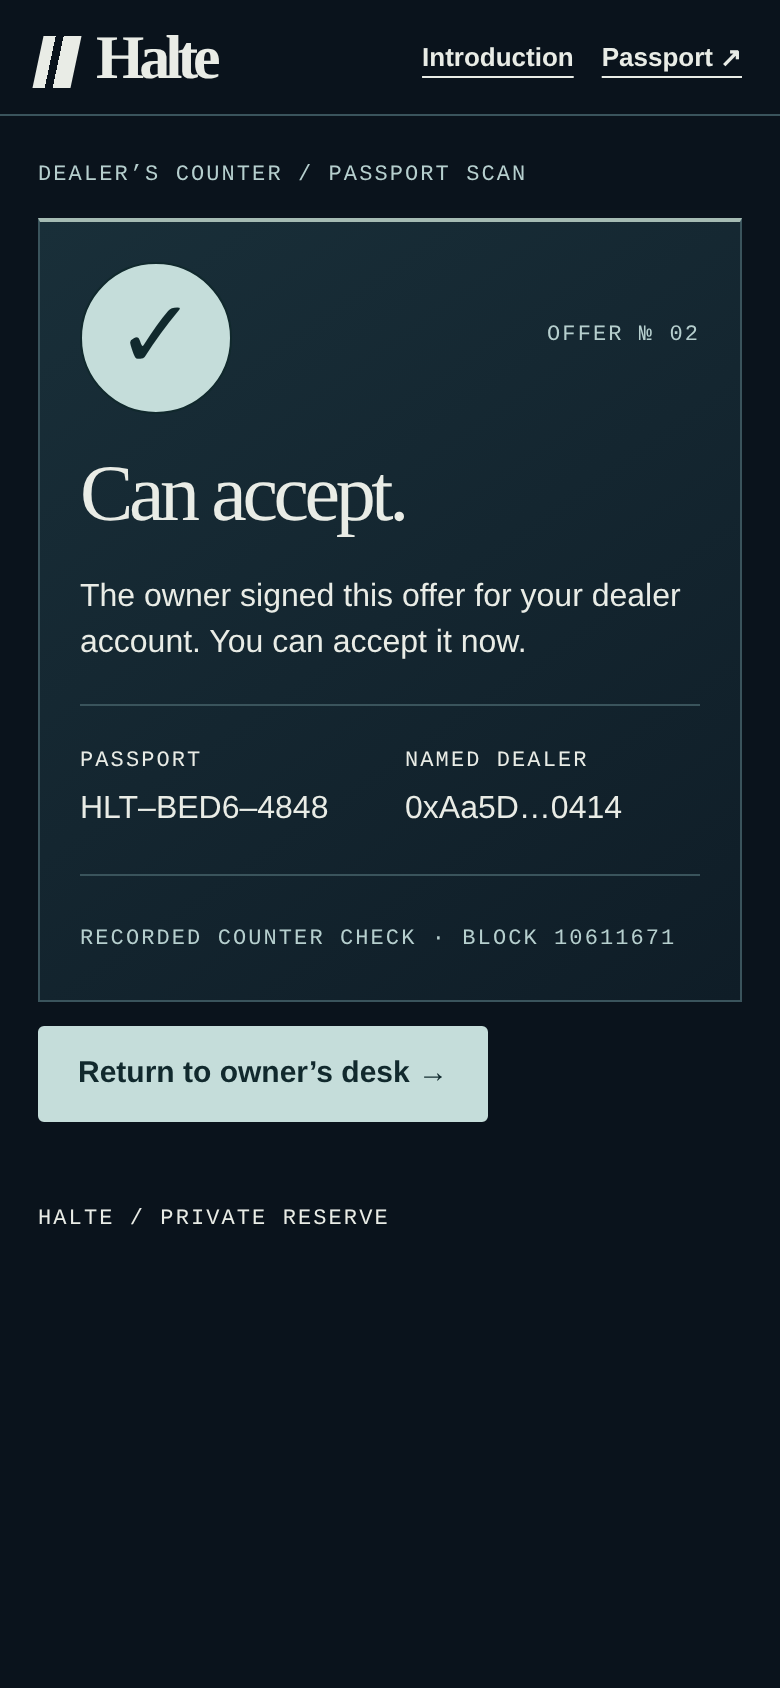 Halte
Introduction Passport ↗
DEALER’S COUNTER / PASSPORT SCAN
✓
OFFER № 02
Can accept.
The owner signed this offer for your dealer
account. You can accept it now.
PASSPORT NAMED DEALER
HLT–BED6–4848 0xAa5D…0414
RECORDED COUNTER CHECK · BLOCK 10611671
Return to owner’s desk →
HALTE / PRIVATE RESERVE